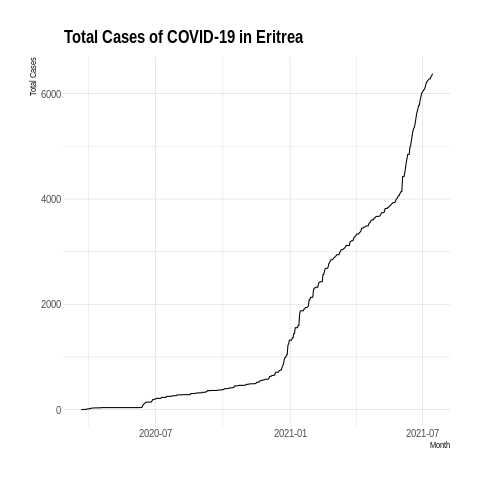 Total Cases of COVID-19 in Eritrea
Total Cases
6000
4000
2000
0
2020-07 2021-01 2021-07
Month